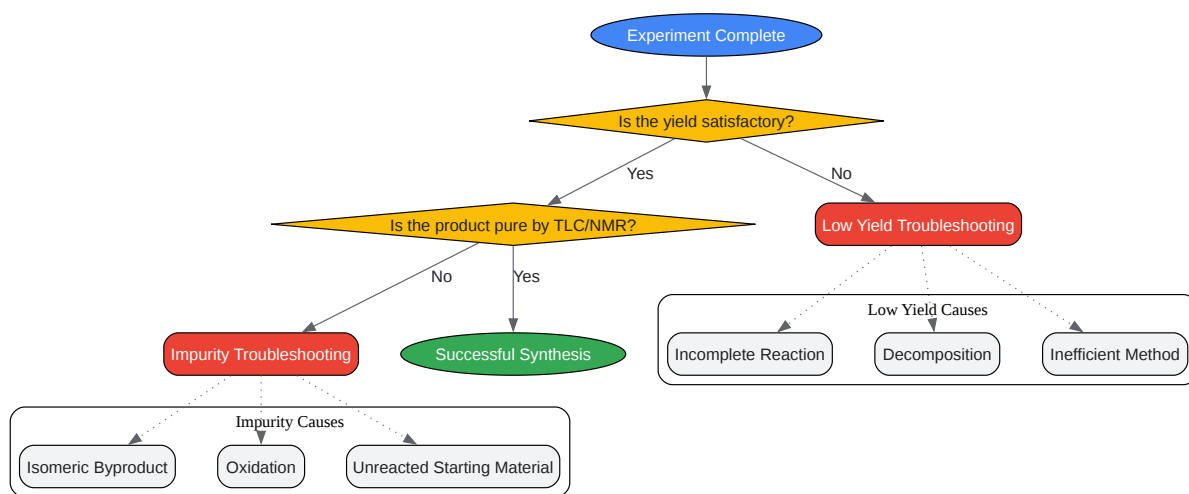 Experiment Complete
Is the yield satisfactory?
Yes
No
Is the product pure by TLC/NMR?
Low Yield Troubleshooting
No
Yes
Low Yield Causes
Impurity Troubleshooting
Successful Synthesis
Incomplete Reaction
Decomposition
Inefficient Method
Impurity Causes
Isomeric Byproduct
Oxidation
Unreacted Starting Material